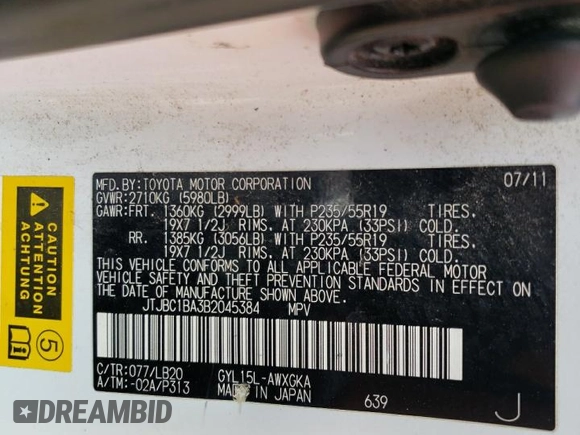 MFD.BY:TOYOTA MOTOR CORPORATION 07/11
GVWR:2710KG (5980LB)
GAWR:FRT. 1360KG (2999LB) WITH P235/55R19 TIRES.
19X7 1/2J RIMS. AT 230KPA (33PSI) COLD.
RR. 1385KG (3056LB) WITH P235/55R19 TIRES.
19X7 1/2J RIMS. AT 230KPA (33PSI) COLD.
THIS VEHICLE CONFORMS TO ALL APPLICABLE FEDERAL MOTOR
VEHICLE SAFETY AND THEFT PREVENTION STANDARDS IN EFFECT ON
THE DATE OF MANUFACTURE SHOWN ABOVE.
JTJBC1BA3B2045384 MPV
C/TR:077/LB20 GYL15L-AWXGKA
A/TM:-02A/P313 MADE IN JAPAN 639 J
CAUTION
ATTENTION
5
DREAMBID